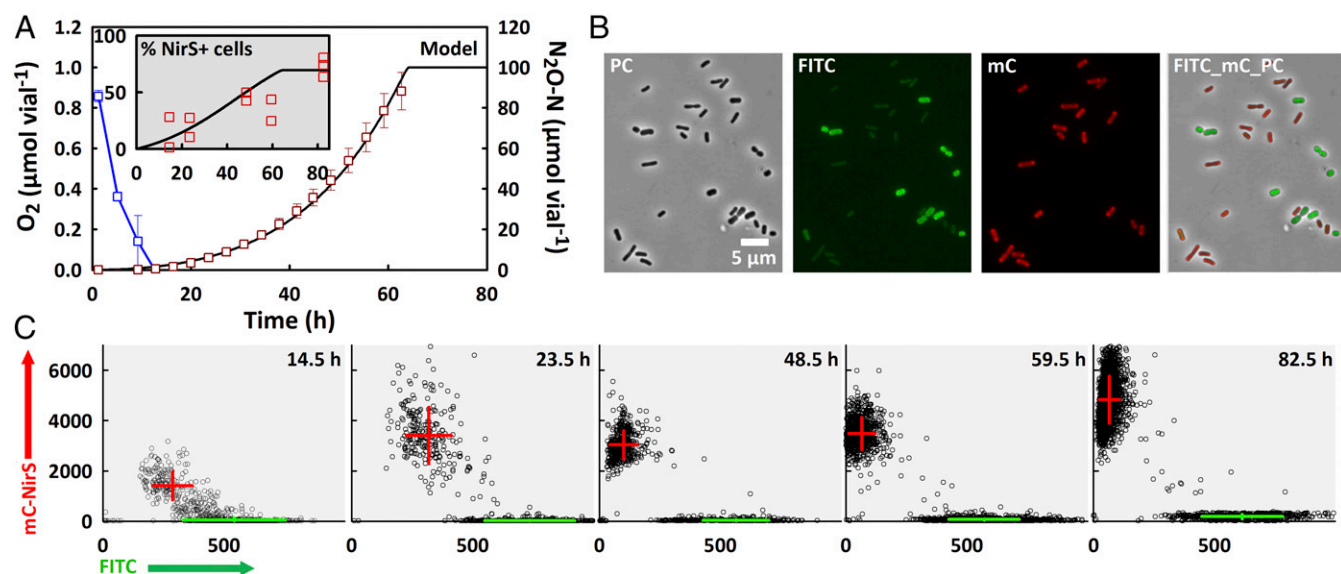 A
1.2
1.0
0.8
0.6
0.4
0.2
0.0
O₂ (µmol vial⁻¹)
100
50
0
% NirS+ cells
0 20 40 60 80
Model
120
100
80
60
40
20
0
N₂O-N (µmol vial⁻¹)
0 20 40 60 80
Time (h)
B
PC
5 µm
FITC
mC
FITC_mC_PC
C
mC-NirS
6000
4000
2000
0
14.5 h
23.5 h
48.5 h
59.5 h
82.5 h
0 500 0 500 0 500 0 500 0 500
FITC